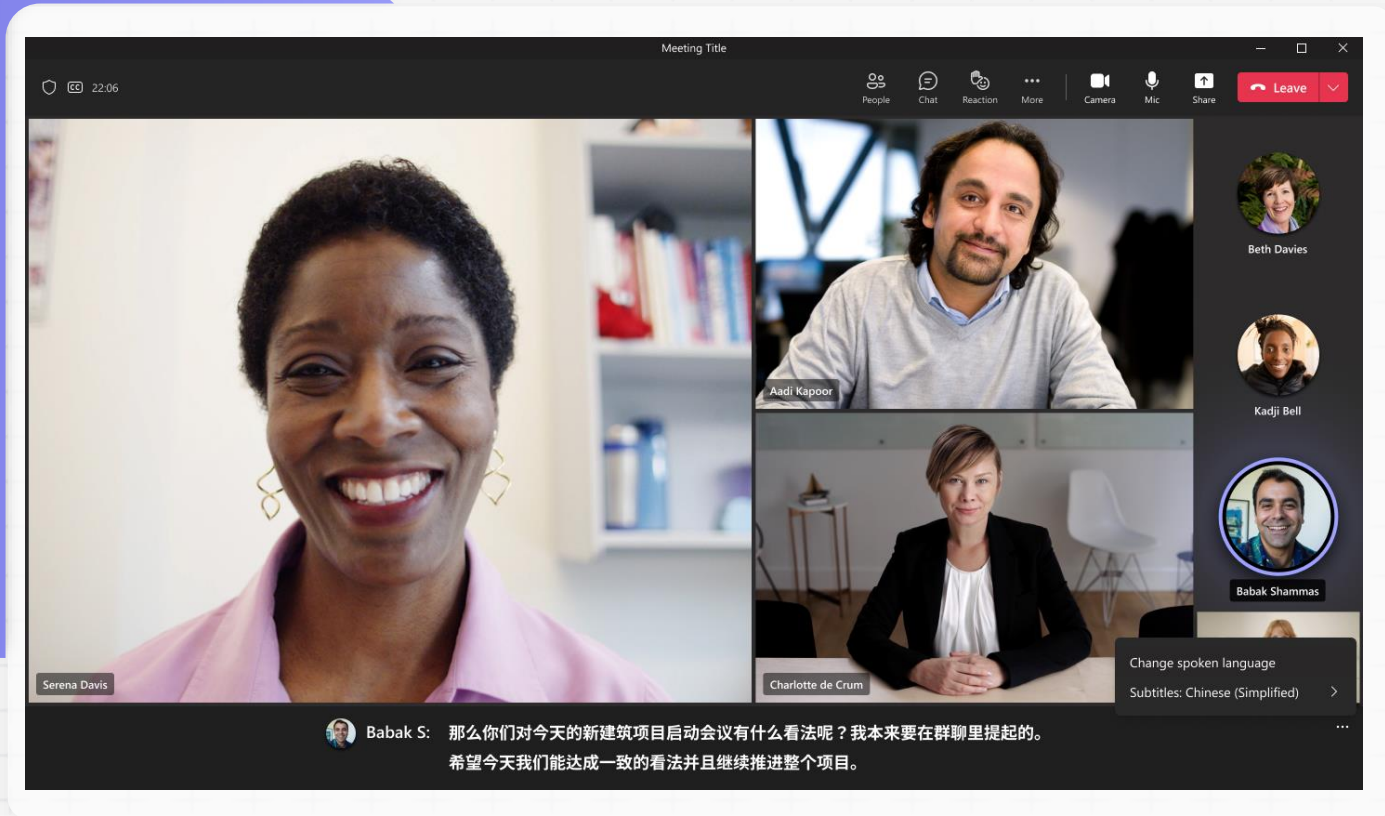 Meeting Title
CC 22:06
People
Chat
Reaction
More
Camera
Mic
Share
Leave
Beth Davies
Aadi Kapoor
Kadji Bell
Babak Shammas
Serena Davis
Charlotte de Crum
Change spoken language
Subtitles: Chinese (Simplified)
Babak S: 那么你们对今天的新建筑项目启动会议有什么看法呢？我本来要在群聊里提起的。
希望今天我们能达成一致的看法并且继续推进整个项目。